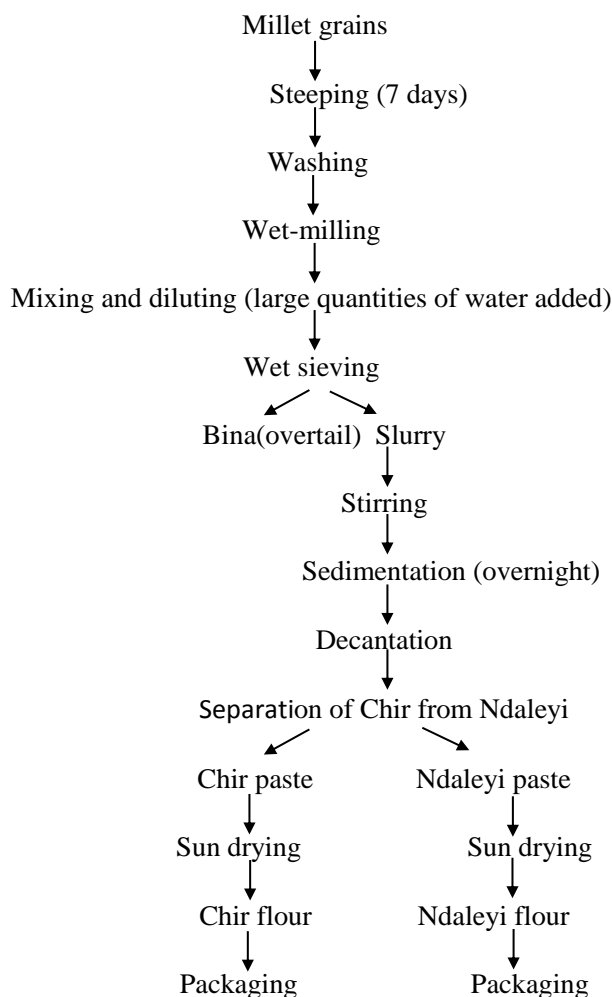 Millet grains
Steeping (7 days)
Washing
Wet-milling
Mixing and diluting (large quantities of water added)
Wet sieving
Bina(overtail) Slurry
Stirring
Sedimentation (overnight)
Decantation
Separation of Chir from Ndaleyi
Chir paste Ndaleyi paste
Sun drying Sun drying
Chir flour Ndaleyi flour
Packaging Packaging